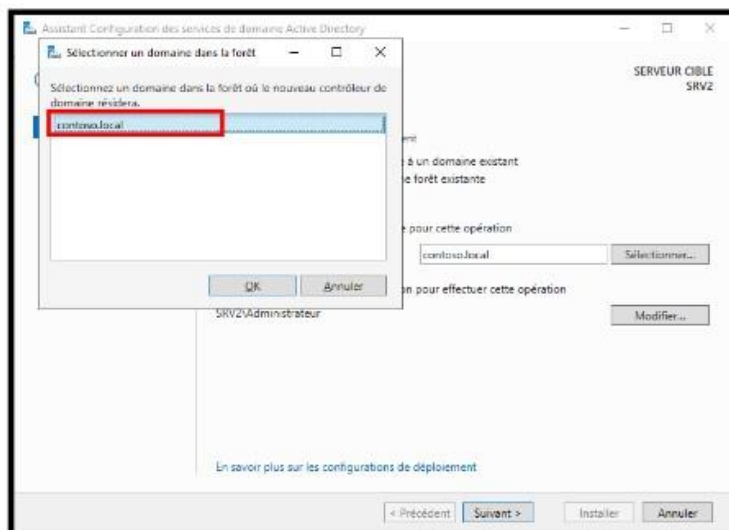 Assistant Configuration des services de domaine Active Directory
Sélectionner un domaine dans la forêt
SERVEUR CIBLE
SRV2
Sélectionnez un domaine dans la forêt où le nouveau contrôleur de
domaine résidera.
contoso.local
à un domaine existant
forêt existante
pour cette opération
contoso.local
Sélectionner...
OK
Annuler
pour effectuer cette opération
SRV2\Administrateur
Modifier...
En savoir plus sur les configurations de déploiement
< Précédent
Suivant >
Installer
Annuler